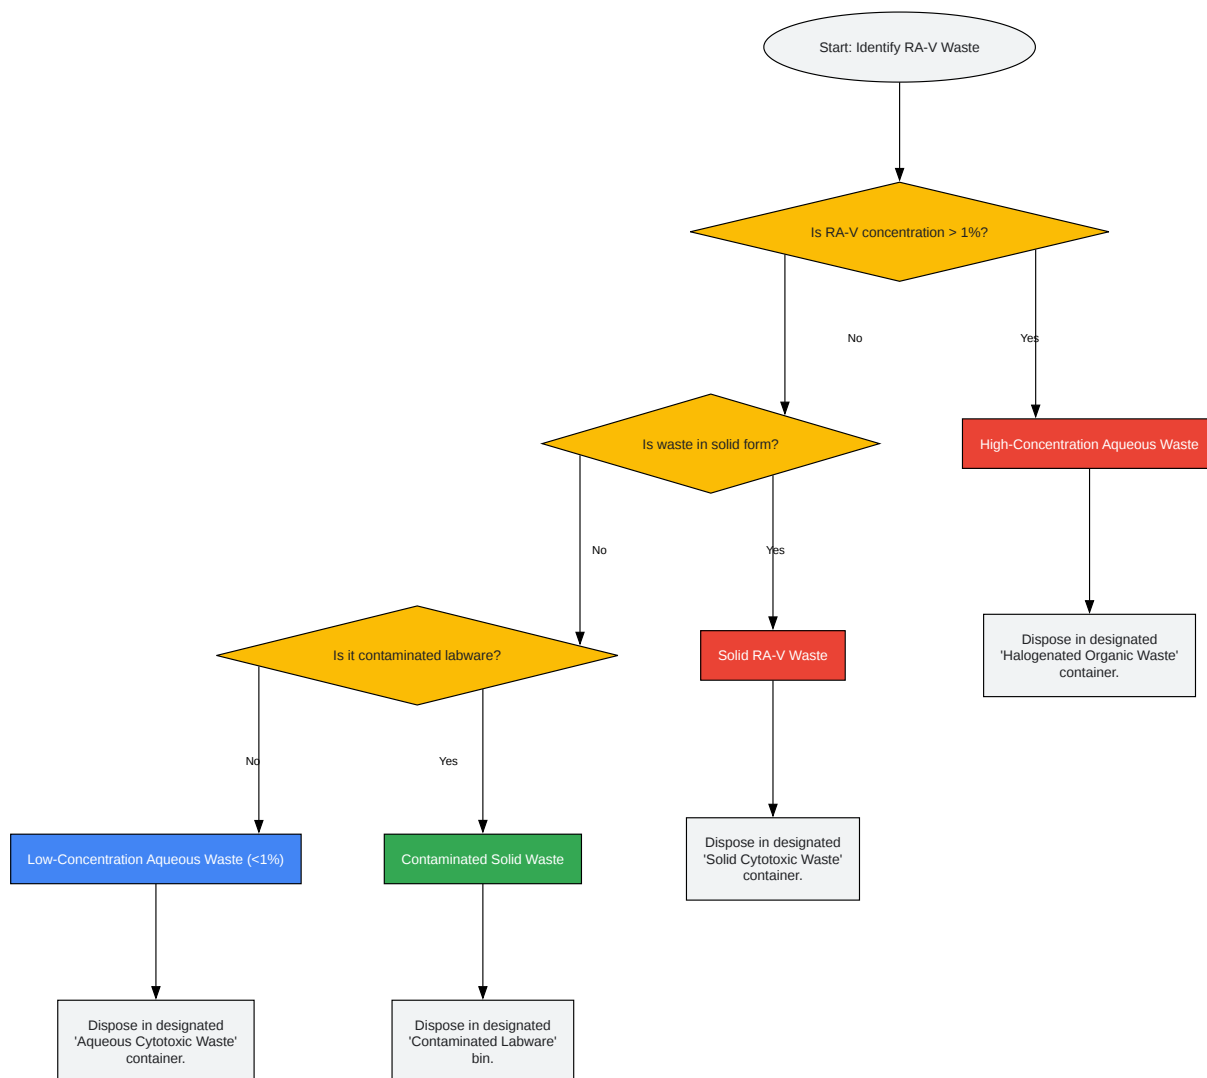 Start: Identify RA-V Waste
Is RA-V concentration > 1%?
No
Yes
Is waste in solid form?
High-Concentration Aqueous Waste
No
Yes
Dispose in designated
'Halogenated Organic Waste'
container.
Is it contaminated labware?
Solid RA-V Waste
No
Yes
Dispose in designated
'Solid Cytotoxic Waste'
container.
Low-Concentration Aqueous Waste (<1%)
Contaminated Solid Waste
Dispose in designated
'Aqueous Cytotoxic Waste'
container.
Dispose in designated
'Contaminated Labware'
bin.